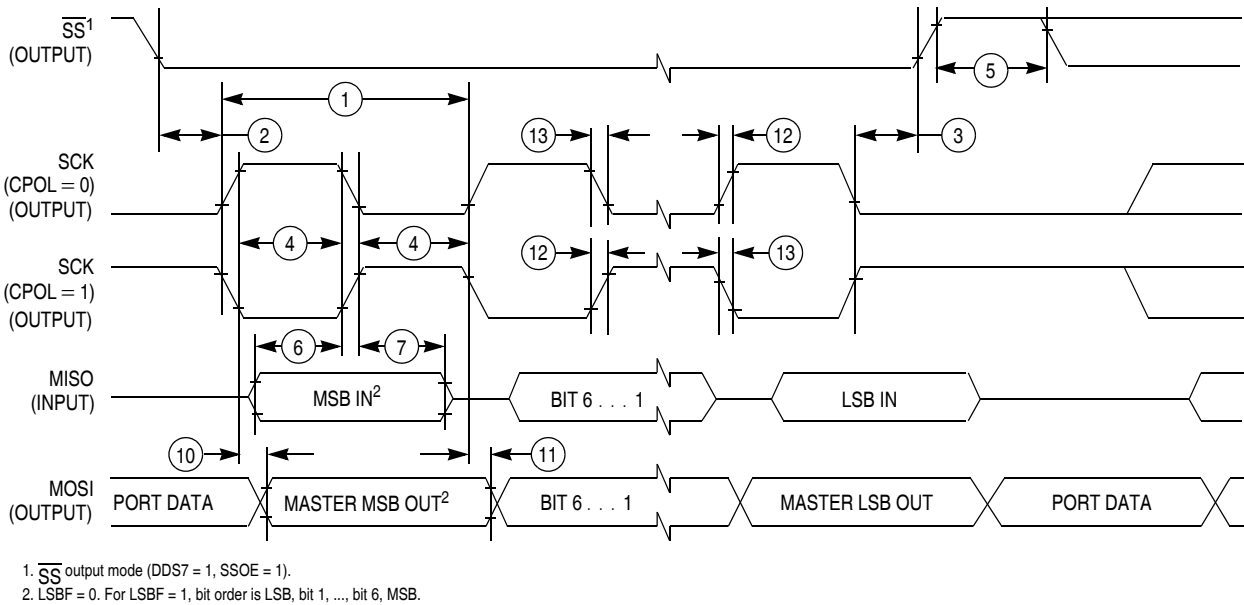 SS¹
(OUTPUT)
5
1
2
13
12
3
SCK
(CPOL = 0)
(OUTPUT)
4
4
12
13
SCK
(CPOL = 1)
(OUTPUT)
6
7
MISO
(INPUT)
MSB IN²
BIT 6 . . . 1
LSB IN
10
11
MOSI
(OUTPUT)
PORT DATA
MASTER MSB OUT²
BIT 6 . . . 1
MASTER LSB OUT
PORT DATA
1. SS output mode (DDS7 = 1, SSOE = 1).
2. LSBF = 0. For LSBF = 1, bit order is LSB, bit 1, ..., bit 6, MSB.